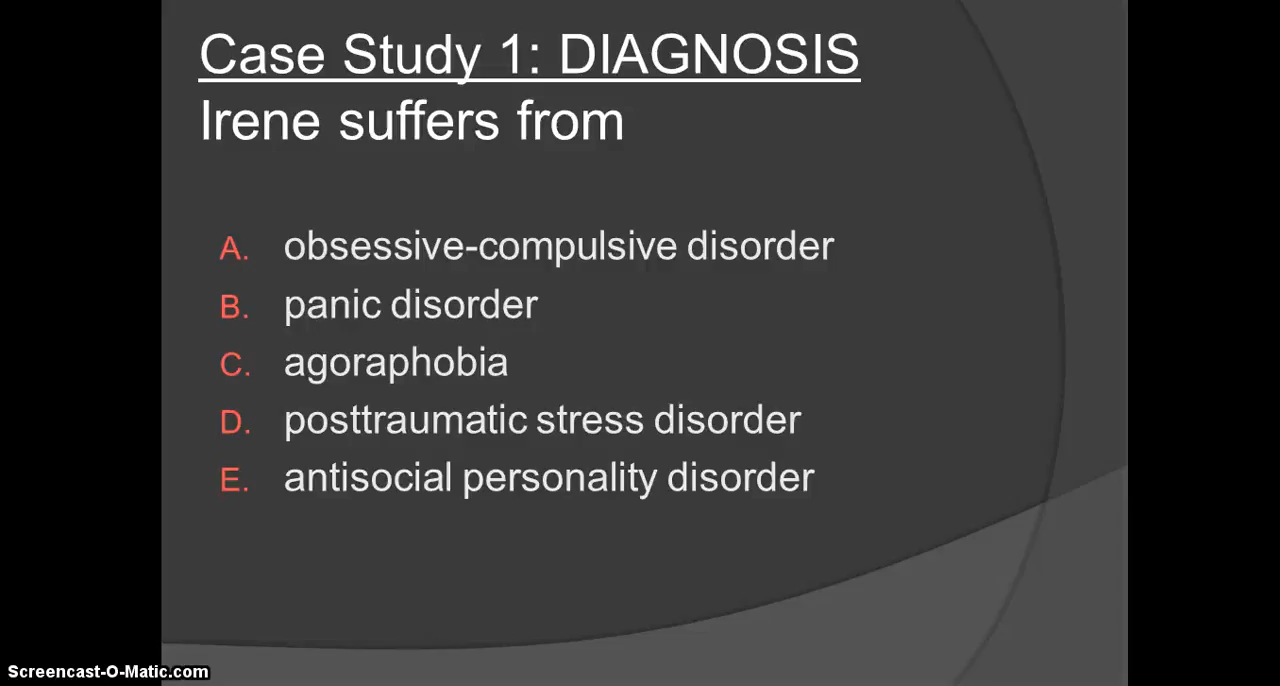 Case Study 1: DIAGNOSIS
Irene suffers from
A. obsessive-compulsive disorder
B. panic disorder
C. agoraphobia
D. posttraumatic stress disorder
E. antisocial personality disorder
Screencast-O-Matic.com